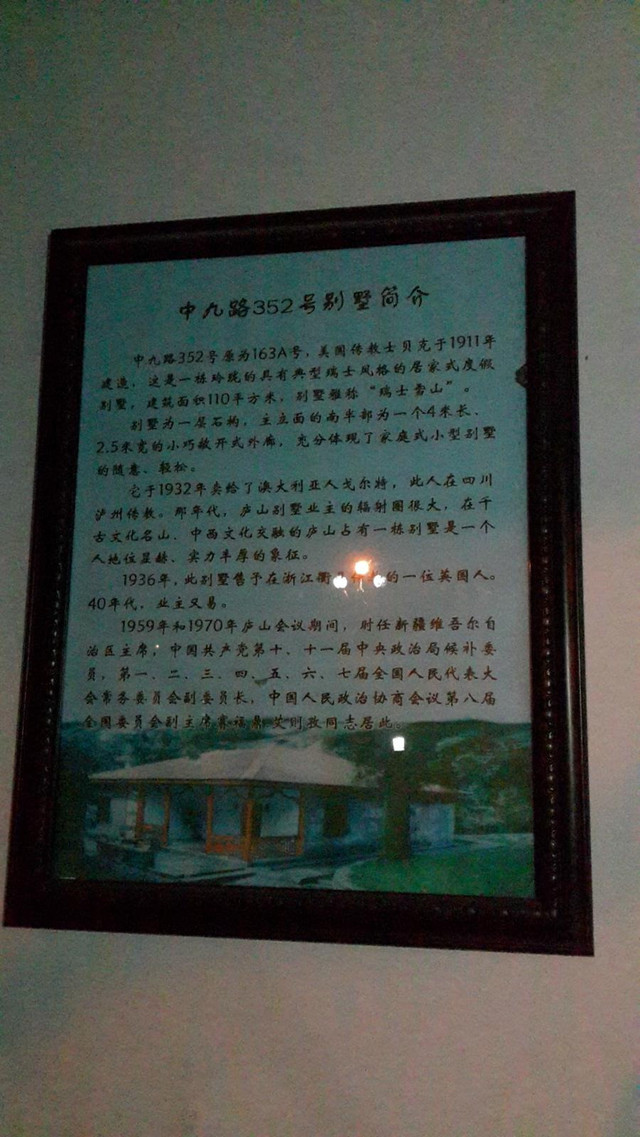 中九路352号别墅简介
中九路352号原为163A号，美国传教士贝克于1911年
建造，这是一栋玲珑的具有典型瑞士风格的居家式度假
别墅，建筑面积110平方米，别墅雅称“瑞士雪山”。
别墅为一层石构，主立面的南半部为一个4米长、
2.5米宽的小巧敞开式外廊，充分体现了家庭式小型别墅
的随意、轻松。
它于1932年卖给了澳大利亚人戈尔特，此人在四川
泸州传教。那年代，庐山别墅业主的辐射圈很大，在千
古文化名山、中西文化交融的庐山占有一栋别墅是一个
人地位显赫、实力丰厚的象征。
1936年，此别墅售予在浙江衢 的一位英国人。
40年代，业主又易。
1959年和1970年庐山会议期间，时任新疆维吾尔自
治区主席，中国共产党第十、十一届中央政治局候补委
员，第一、二、三、四、五、六、七届全国人民代表大
会常务委员会副委员长，中国人民政治协商会议第八届
全国委员会副主席赛福鼎·艾则孜同志居此。